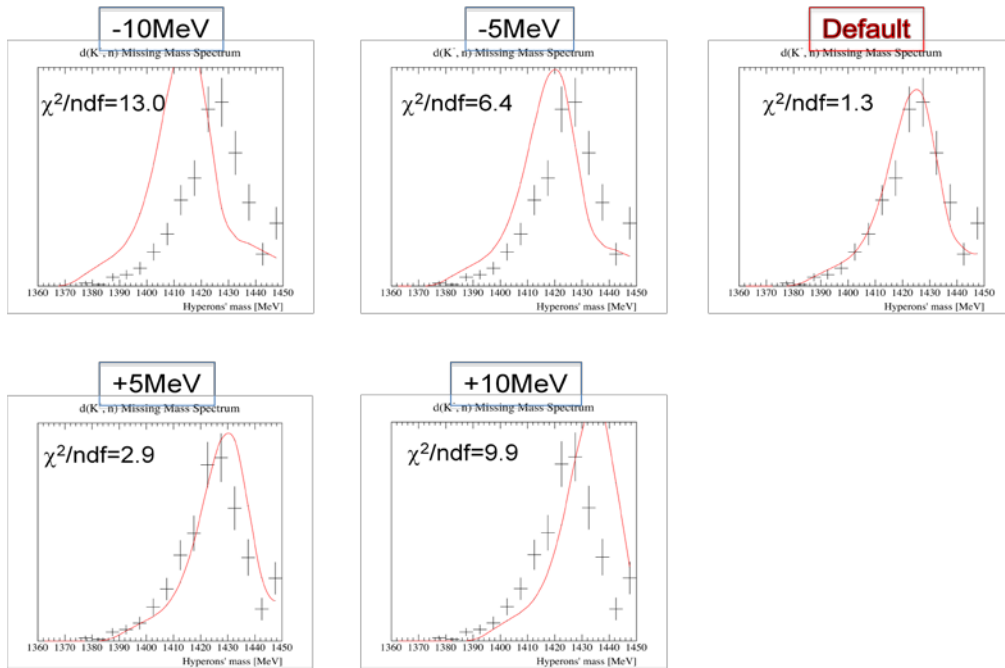 -10MeV
d(K⁻, n) Missing Mass Spectrum
χ²/ndf=13.0
1360 1370 1380 1390 1400 1410 1420 1430 1440 1450
Hyperons' mass [MeV]
-5MeV
d(K⁻, n) Missing Mass Spectrum
χ²/ndf=6.4
1360 1370 1380 1390 1400 1410 1420 1430 1440 1450
Hyperons' mass [MeV]
Default
d(K⁻, n) Missing Mass Spectrum
χ²/ndf=1.3
1360 1370 1380 1390 1400 1410 1420 1430 1440 1450
Hyperons' mass [MeV]
+5MeV
d(K⁻, n) Missing Mass Spectrum
χ²/ndf=2.9
1360 1370 1380 1390 1400 1410 1420 1430 1440 1450
Hyperons' mass [MeV]
+10MeV
d(K⁻, n) Missing Mass Spectrum
χ²/ndf=9.9
1360 1370 1380 1390 1400 1410 1420 1430 1440 1450
Hyperons' mass [MeV]